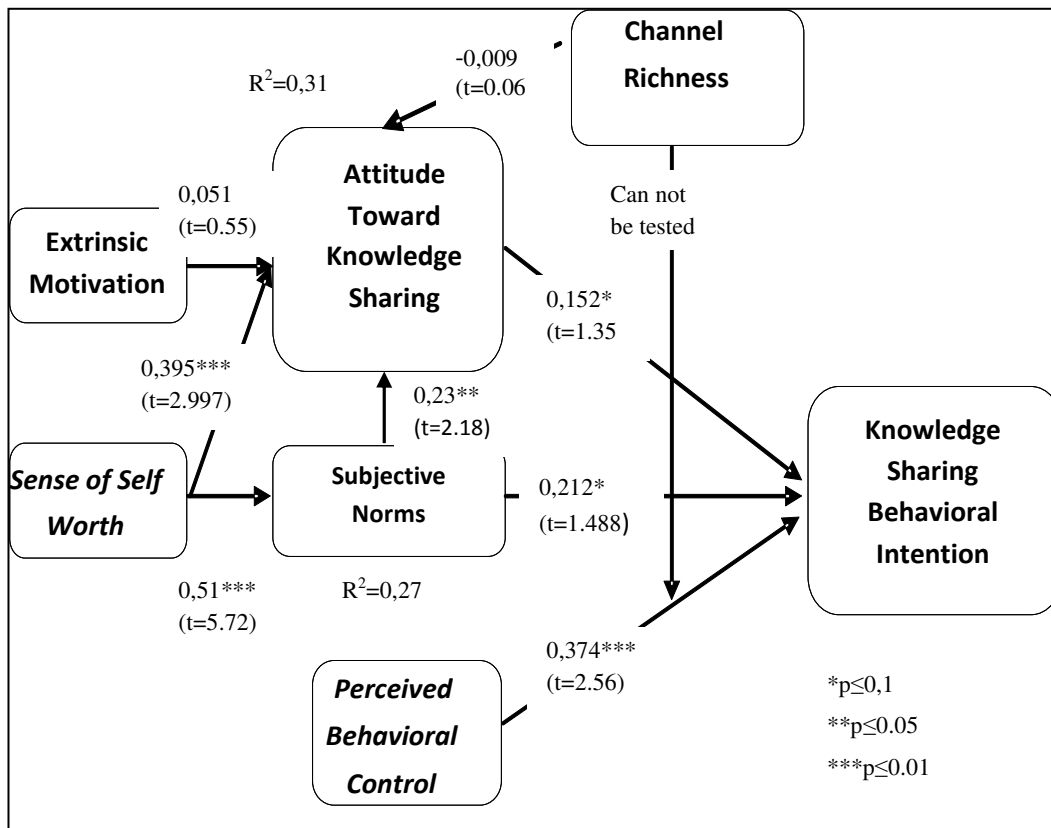 Channel
Richness
-0,009
(t=0.06
R²=0,31
Attitude
Toward
Knowledge
Sharing
Can not
be tested
0,051
(t=0.55)
Extrinsic
Motivation
0,152*
(t=1.35
0,395***
(t=2.997)
0,23**
(t=2.18)
Knowledge
Sharing
Behavioral
Intention
Sense of Self
Worth
Subjective
Norms
0,212*
(t=1.488)
0,51***
(t=5.72)
R²=0,27
0,374***
(t=2.56)
Perceived
Behavioral
Control
*p≤0,1
**p≤0.05
***p≤0.01